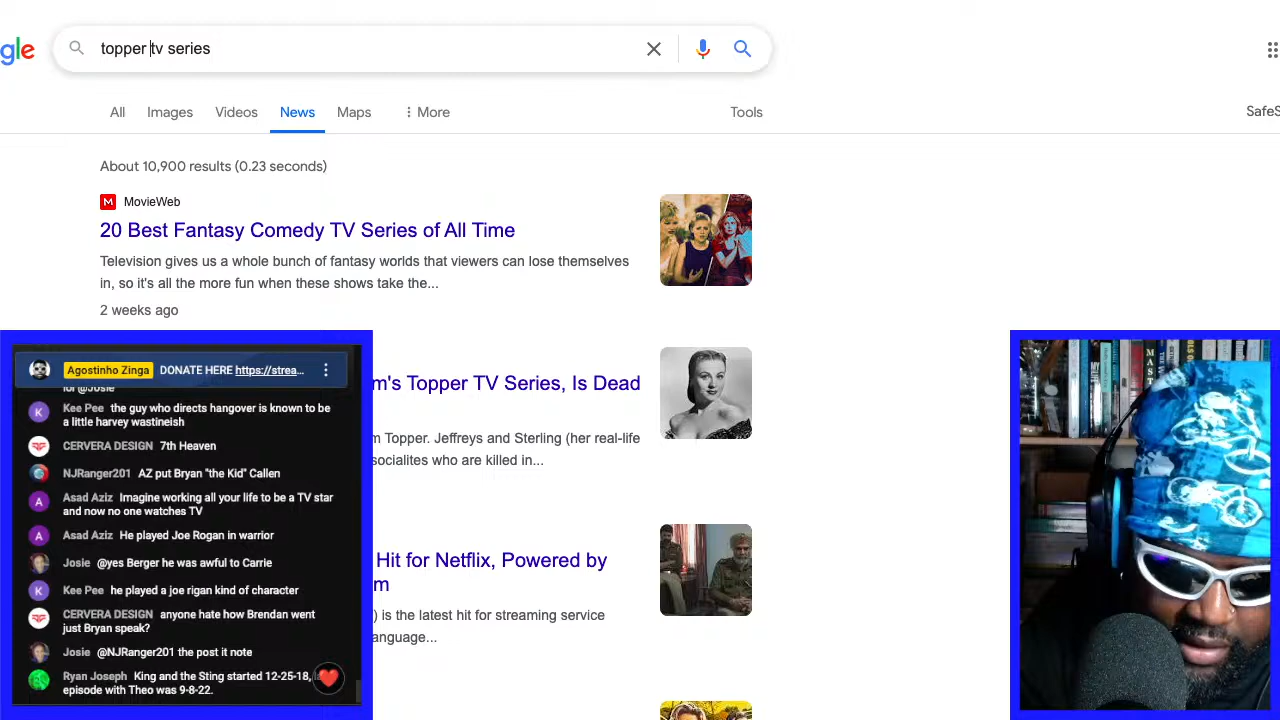 gle
topper tv series
All Images Videos News Maps More Tools SafeS
About 10,900 results (0.23 seconds)
MovieWeb
20 Best Fantasy Comedy TV Series of All Time
Television gives us a whole bunch of fantasy worlds that viewers can lose themselves
in, so it's all the more fun when these shows take the...
2 weeks ago
m's Topper TV Series, Is Dead
m Topper. Jeffreys and Sterling (her real-life
socialites who are killed in...
Hit for Netflix, Powered by
m
) is the latest hit for streaming service
anguage...
Agostinho Zinga DONATE HERE https://strea...
for @Josie
Kee Pee the guy who directs hangover is known to be
a little harvey wastineish
CERVERA DESIGN 7th Heaven
NJRanger201 AZ put Bryan "the Kid" Callen
Asad Aziz Imagine working all your life to be a TV star
and now no one watches TV
Asad Aziz He played Joe Rogan in warrior
Josie @yes Berger he was awful to Carrie
Kee Pee he played a joe rigan kind of character
CERVERA DESIGN anyone hate how Brendan went
just Bryan speak?
Josie @NJRanger201 the post it note
Ryan Joseph King and the Sting started 12-25-18,
episode with Theo was 9-8-22.
MAST